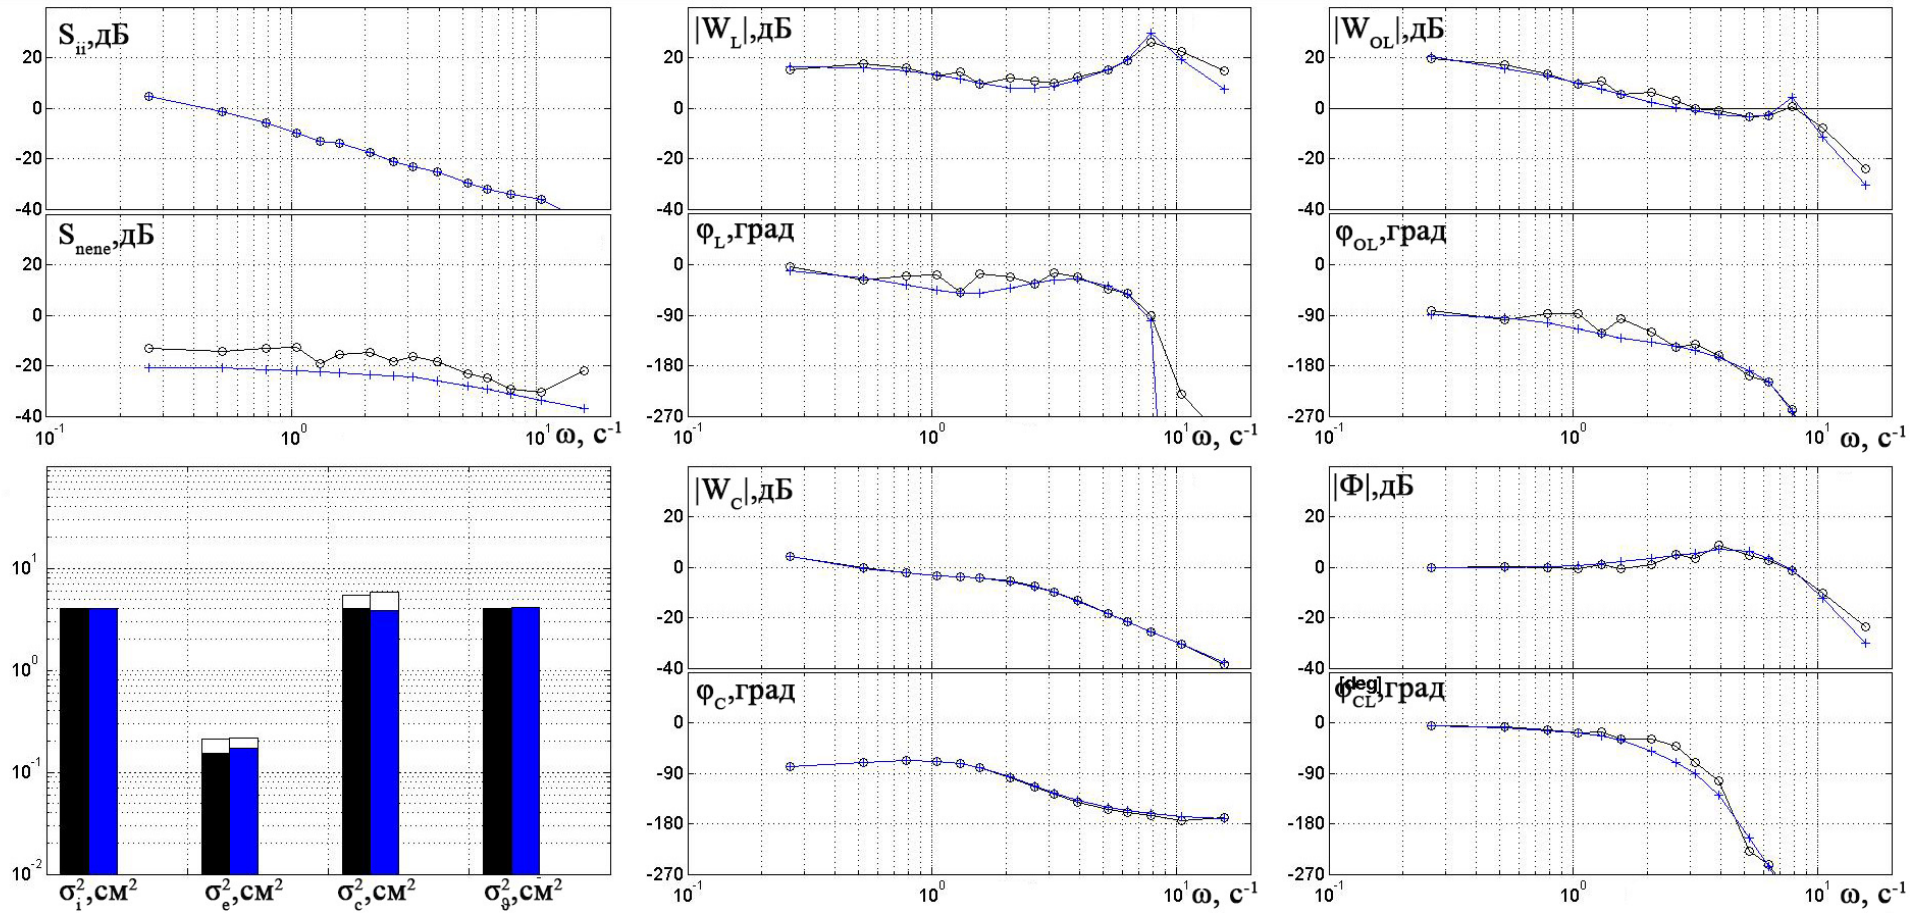 S_ii,дБ
20
0
-20
-40
S_nene,дБ
20
0
-20
-40
10^-1 10^0 10^1 ω, с^-1
|W_L|,дБ
20
0
-20
-40
φ_L,град
0
-90
-180
-270
10^-1 10^0 10^1 ω, с^-1
|W_OL|,дБ
20
0
-20
-40
φ_OL,град
0
-90
-180
-270
10^-1 10^0 10^1 ω, с^-1
10^1
10^0
10^-1
10^-2
σ_i^2,см^2 σ_e^2,см^2 σ_c^2,см^2 σ_ϑ^2,см^2
|W_C|,дБ
20
0
-20
-40
φ_C,град
0
-90
-180
-270
10^-1 10^0 10^1 ω, с^-1
|Φ|,дБ
20
0
-20
-40
[deg]
φ_CL,град
0
-90
-180
-270
10^-1 10^0 10^1 ω, с^-1